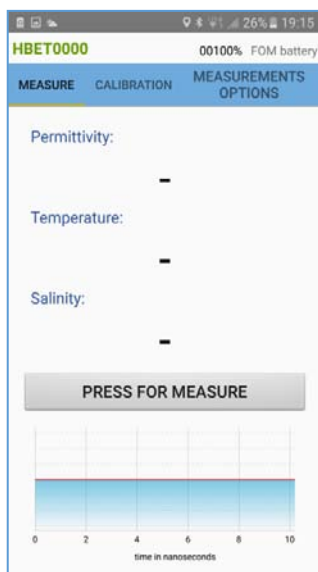 26% 19:15
HBET0000 00100% FOM battery
MEASURE CALIBRATION MEASUREMENTS OPTIONS
Permittivity:
-
Temperature:
-
Salinity:
-
PRESS FOR MEASURE
0 2 4 6 8 10
time in nanoseconds